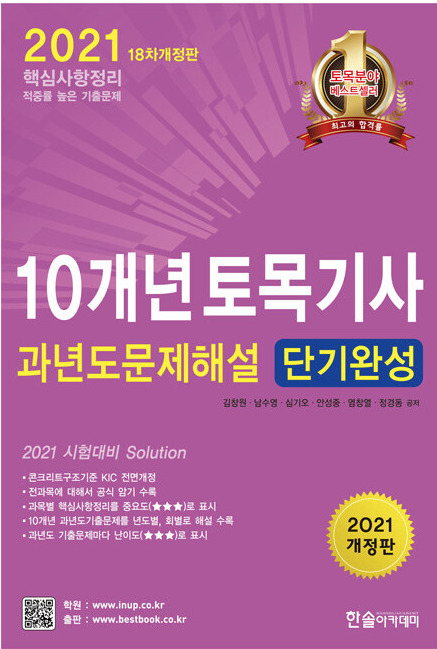 2021 18차개정판
핵심사항정리
적중률 높은 기출문제
1
토목분야
베스트셀러
최고의 합격률
10개년 토목기사
과년도문제해설 단기완성
김창원 · 남수영 · 심기오 · 안성중 · 염창열 · 정경동 공저
2021 시험대비 Solution
• 콘크리트구조기준 KIC 전면개정
• 전과목에 대해서 공식 암기 수록
• 과목별 핵심사항정리를 중요도(★★★)로 표시
• 10개년 과년도기출문제를 년도별, 회별로 해설 수록
• 과년도 기출문제마다 난이도(★★★)로 표시
2021
개정판
학원 : www.inup.co.kr
출판 : www.bestbook.co.kr
한솔아카데미